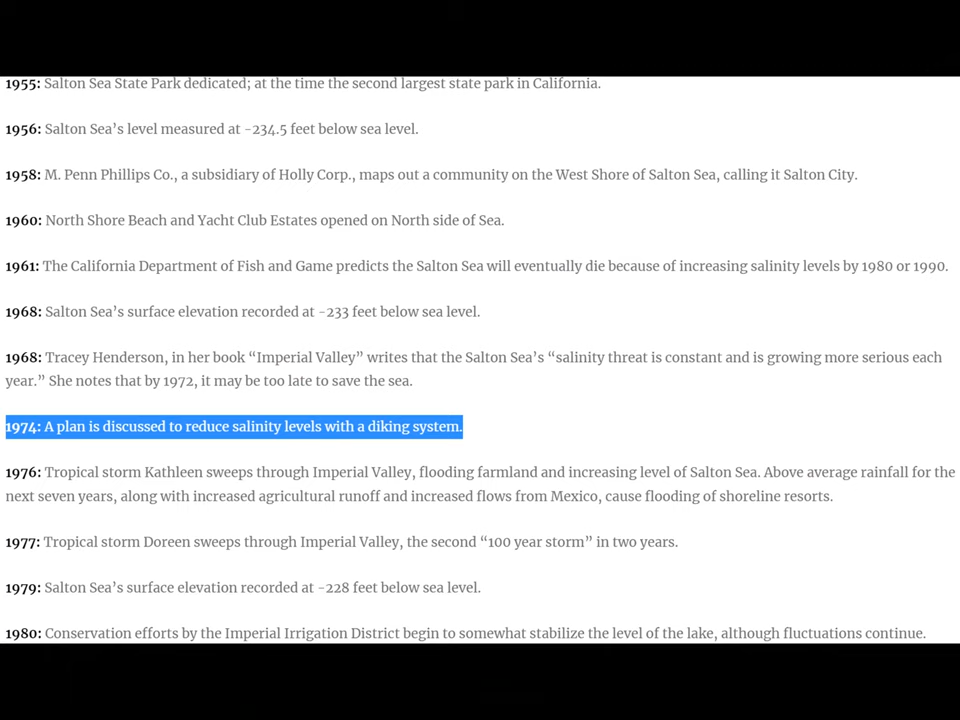 1955: Salton Sea State Park dedicated; at the time the second largest state park in California.
1956: Salton Sea’s level measured at -234.5 feet below sea level.
1958: M. Penn Phillips Co., a subsidiary of Holly Corp., maps out a community on the West Shore of Salton Sea, calling it Salton City.
1960: North Shore Beach and Yacht Club Estates opened on North side of Sea.
1961: The California Department of Fish and Game predicts the Salton Sea will eventually die because of increasing salinity levels by 1980 or 1990.
1968: Salton Sea’s surface elevation recorded at -233 feet below sea level.
1968: Tracey Henderson, in her book “Imperial Valley” writes that the Salton Sea’s “salinity threat is constant and is growing more serious each
year.” She notes that by 1972, it may be too late to save the sea.
1974: A plan is discussed to reduce salinity levels with a diking system.
1976: Tropical storm Kathleen sweeps through Imperial Valley, flooding farmland and increasing level of Salton Sea. Above average rainfall for the
next seven years, along with increased agricultural runoff and increased flows from Mexico, cause flooding of shoreline resorts.
1977: Tropical storm Doreen sweeps through Imperial Valley, the second “100 year storm” in two years.
1979: Salton Sea’s surface elevation recorded at -228 feet below sea level.
1980: Conservation efforts by the Imperial Irrigation District begin to somewhat stabilize the level of the lake, although fluctuations continue.